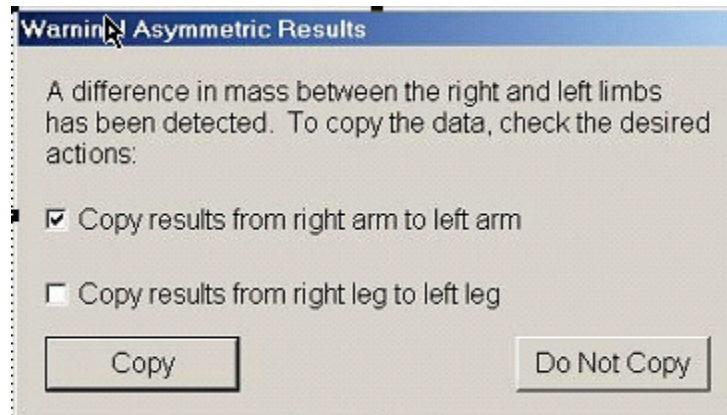 Warning! Asymmetric Results
A difference in mass between the right and left limbs
has been detected. To copy the data, check the desired
actions:
Copy results from right arm to left arm
Copy results from right leg to left leg
Copy
Do Not Copy